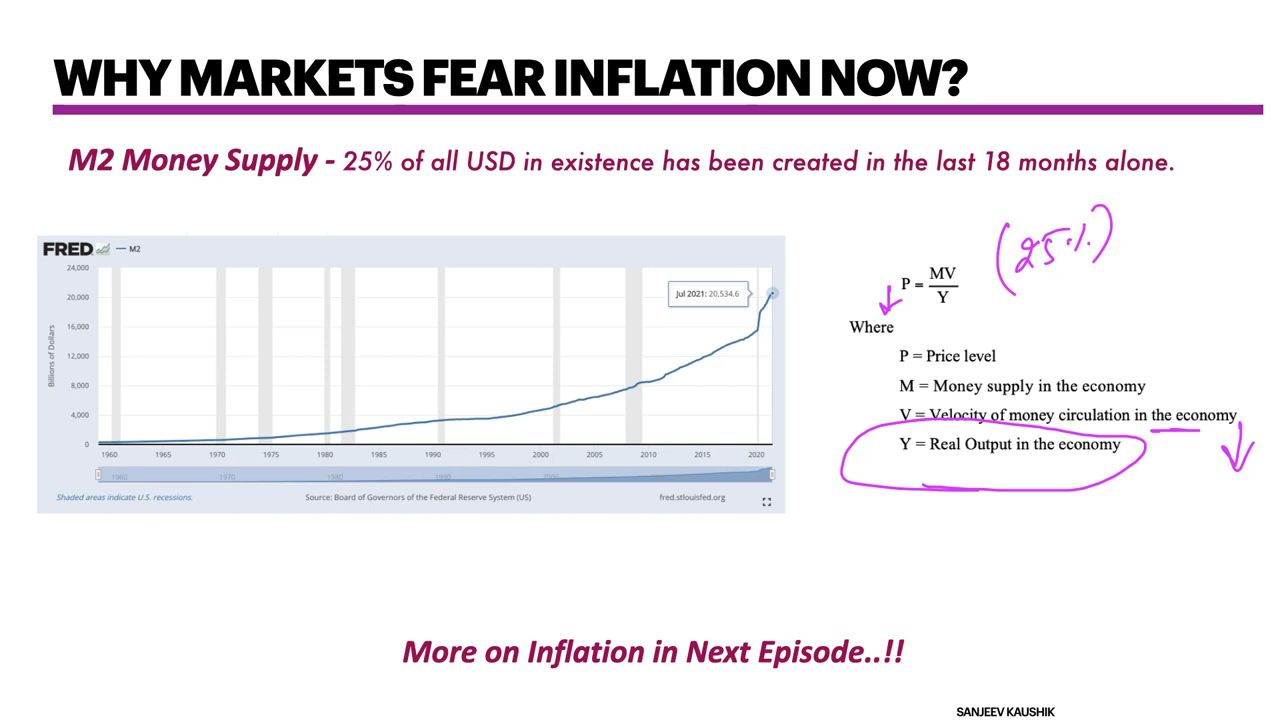 WHY MARKETS FEAR INFLATION NOW?
M2 Money Supply - 25% of all USD in existence has been created in the last 18 months alone.
FRED — M2
24,000
20,000
16,000
12,000
8,000
4,000
0
Billions of Dollars
Jul 2021: 20,534.6
1960 1965 1970 1975 1980 1985 1990 1995 2000 2005 2010 2015 2020
1960 1970 1980 1990 2000
Shaded areas indicate U.S. recessions.
Source: Board of Governors of the Federal Reserve System (US)
fred.stlouisfed.org
(25%)
P = MV
Y
Where
P = Price level
M = Money supply in the economy
V = Velocity of money circulation in the economy
Y = Real Output in the economy
More on Inflation in Next Episode..!!
SANJEEV KAUSHIK